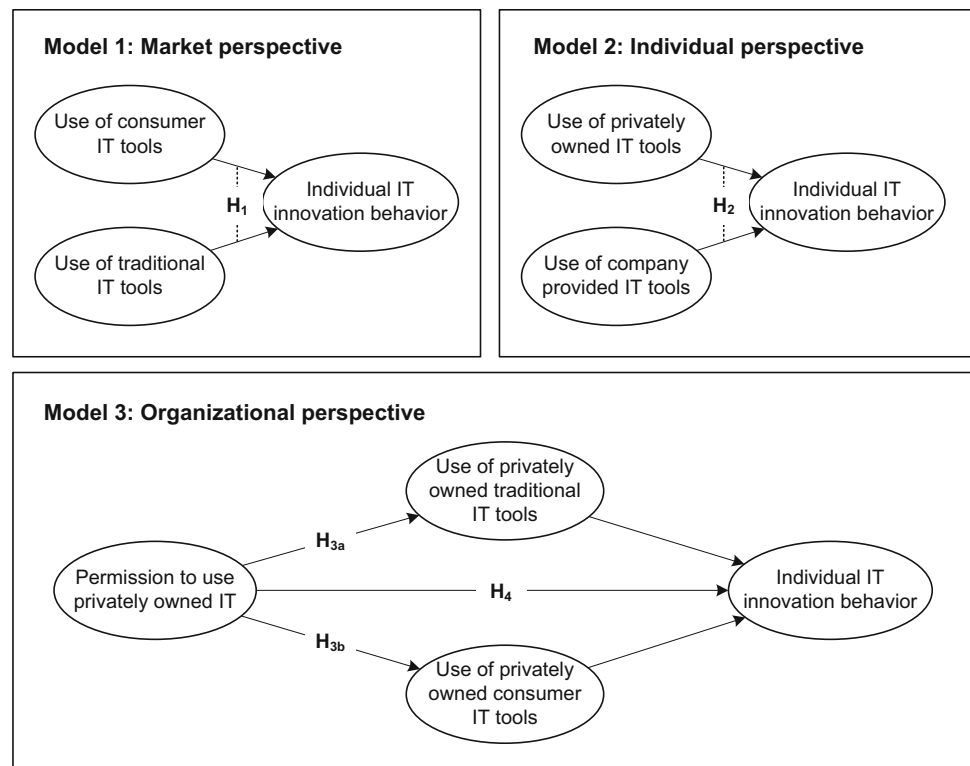 Model 1: Market perspective
Use of consumer
IT tools
H1
Individual IT
innovation behavior
Use of traditional
IT tools
Model 2: Individual perspective
Use of privately
owned IT tools
H2
Individual IT
innovation behavior
Use of company
provided IT tools
Model 3: Organizational perspective
Use of privately
owned traditional
IT tools
H3a
Permission to use
privately owned IT
H4
Individual IT
innovation behavior
H3b
Use of privately
owned consumer
IT tools